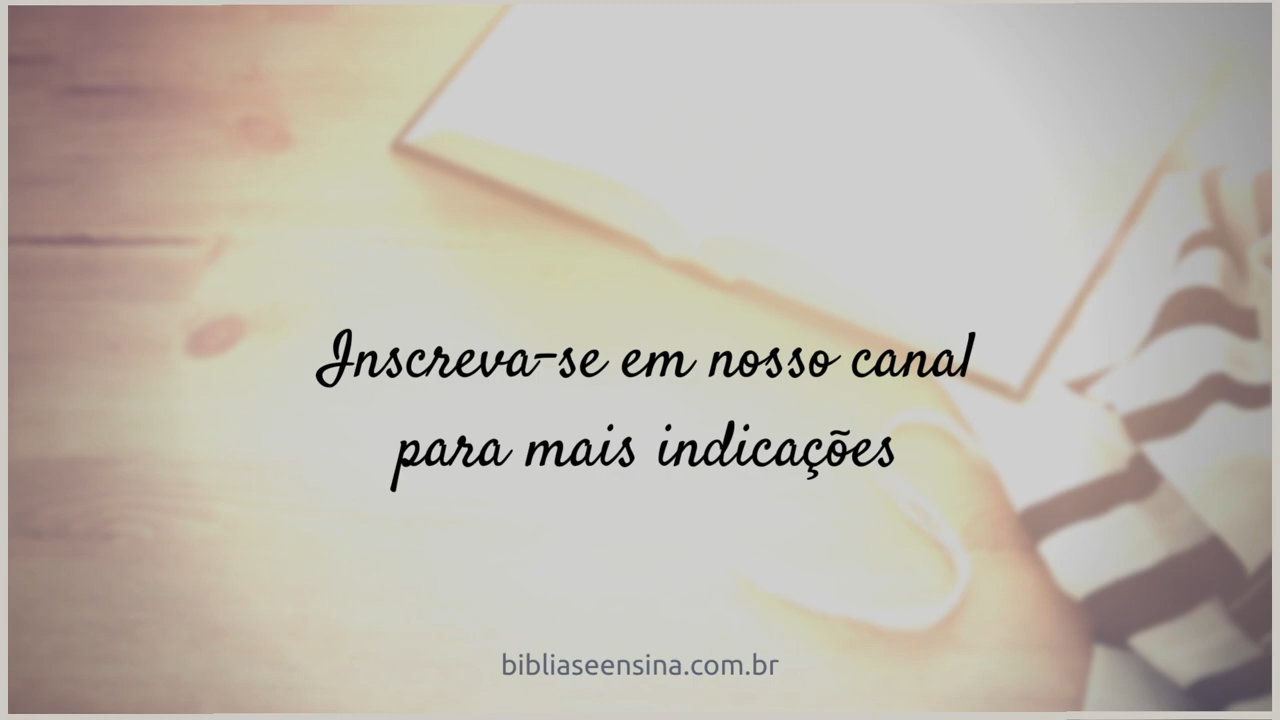 Inscreva-se em nosso canal
para mais indicações
bibliaseensina.com.br